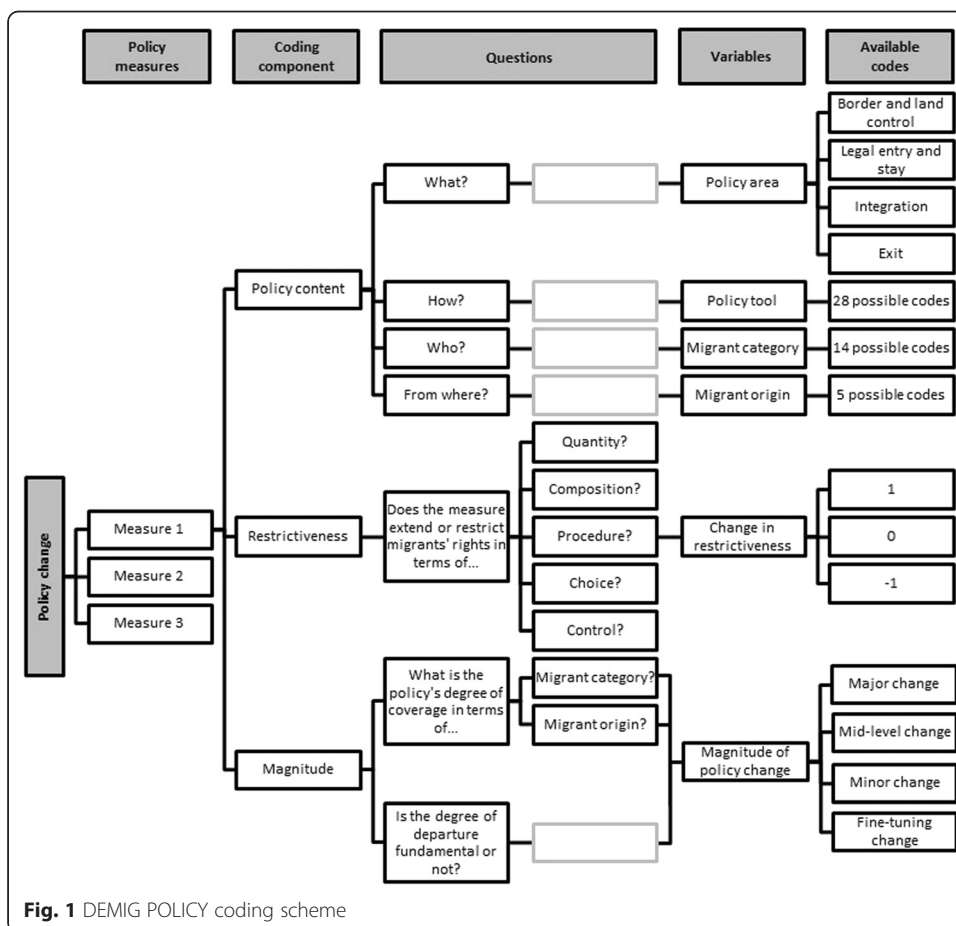 Policy
measures
Coding
component
Questions
Variables
Available
codes
Border and land
control
Legal entry and
stay
What?
Policy area
Integration
Exit
Policy content
How?
Policy tool
28 possible codes
Who?
Migrant category
14 possible codes
From where?
Migrant origin
5 possible codes
Policy change
Measure 1
Measure 2
Measure 3
Restrictiveness
Does the measure
extend or restrict
migrants' rights in
terms of...
Quantity?
Composition?
Procedure?
Choice?
Control?
Change in
restrictiveness
1
0
-1
Magnitude
What is the
policy's degree of
coverage in terms
of...
Migrant category?
Migrant origin?
Is the degree of
departure
fundamental or
not?
Magnitude of
policy change
Major change
Mid-level change
Minor change
Fine-tuning
change
Fig. 1 DEMIG POLICY coding scheme